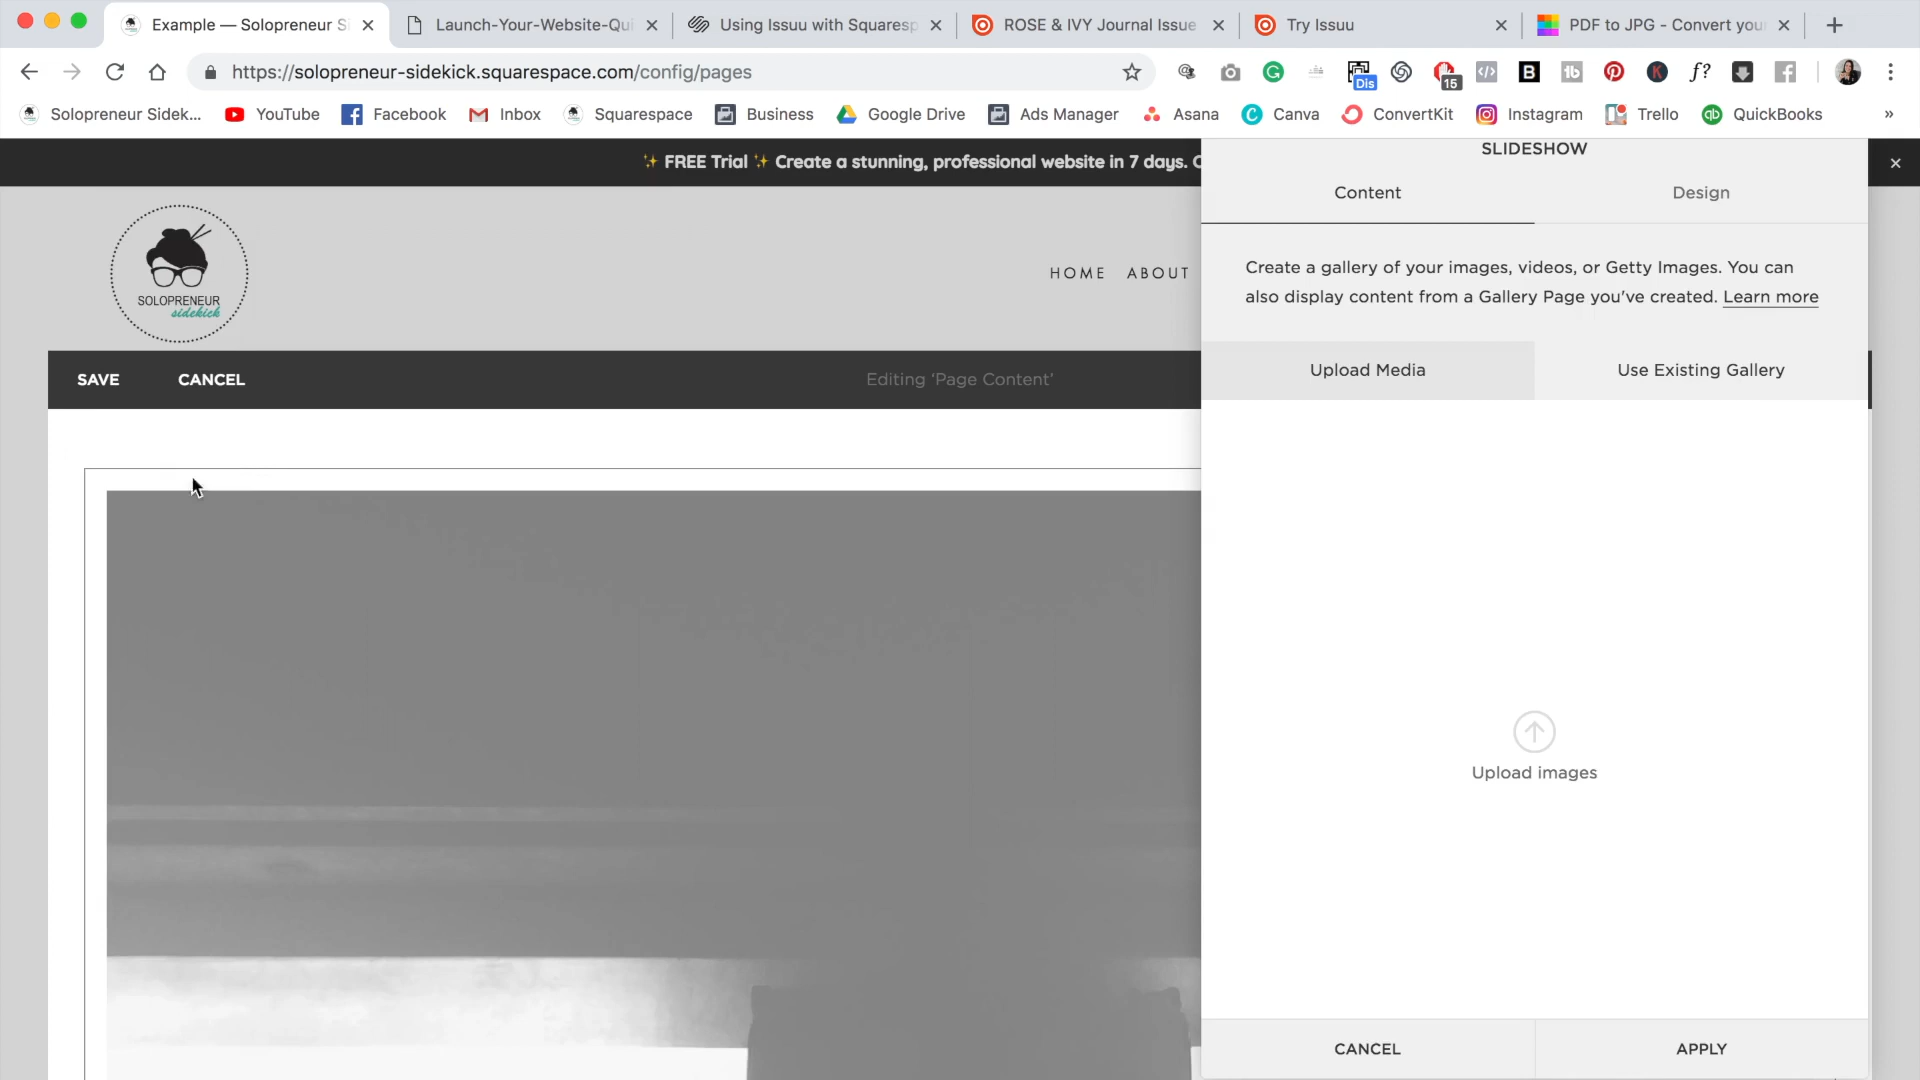 Example — Solopreneur Si
Launch-Your-Website-Qui
Using Issuu with Squaresp
ROSE & IVY Journal Issue
Try Issuu
PDF to JPG - Convert your
https://solopreneur-sidekick.squarespace.com/config/pages
Dis
15
</>
B
tb
K
f?
Solopreneur Sidek...
YouTube
Facebook
Inbox
Squarespace
Business
Google Drive
Ads Manager
Asana
Canva
ConvertKit
Instagram
Trello
QuickBooks
»
✨ FREE Trial ✨ Create a stunning, professional website in 7 days.
SLIDESHOW
Content
Design
SOLOPRENEUR
sidekick
HOME ABOUT
Create a gallery of your images, videos, or Getty Images. You can
also display content from a Gallery Page you've created. Learn more
SAVE
CANCEL
Editing ‘Page Content’
Upload Media
Use Existing Gallery
Upload images
CANCEL
APPLY